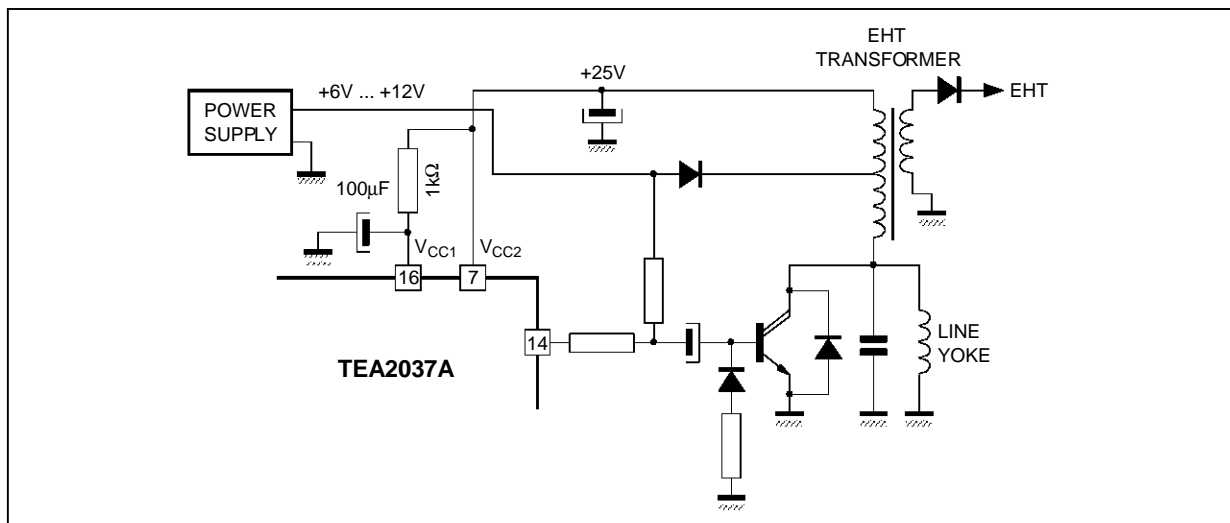 EHT
TRANSFORMER
+25V
+6V ... +12V
EHT
POWER
SUPPLY
100µF
1kΩ
VCC1
VCC2
16
7
14
LINE
YOKE
TEA2037A